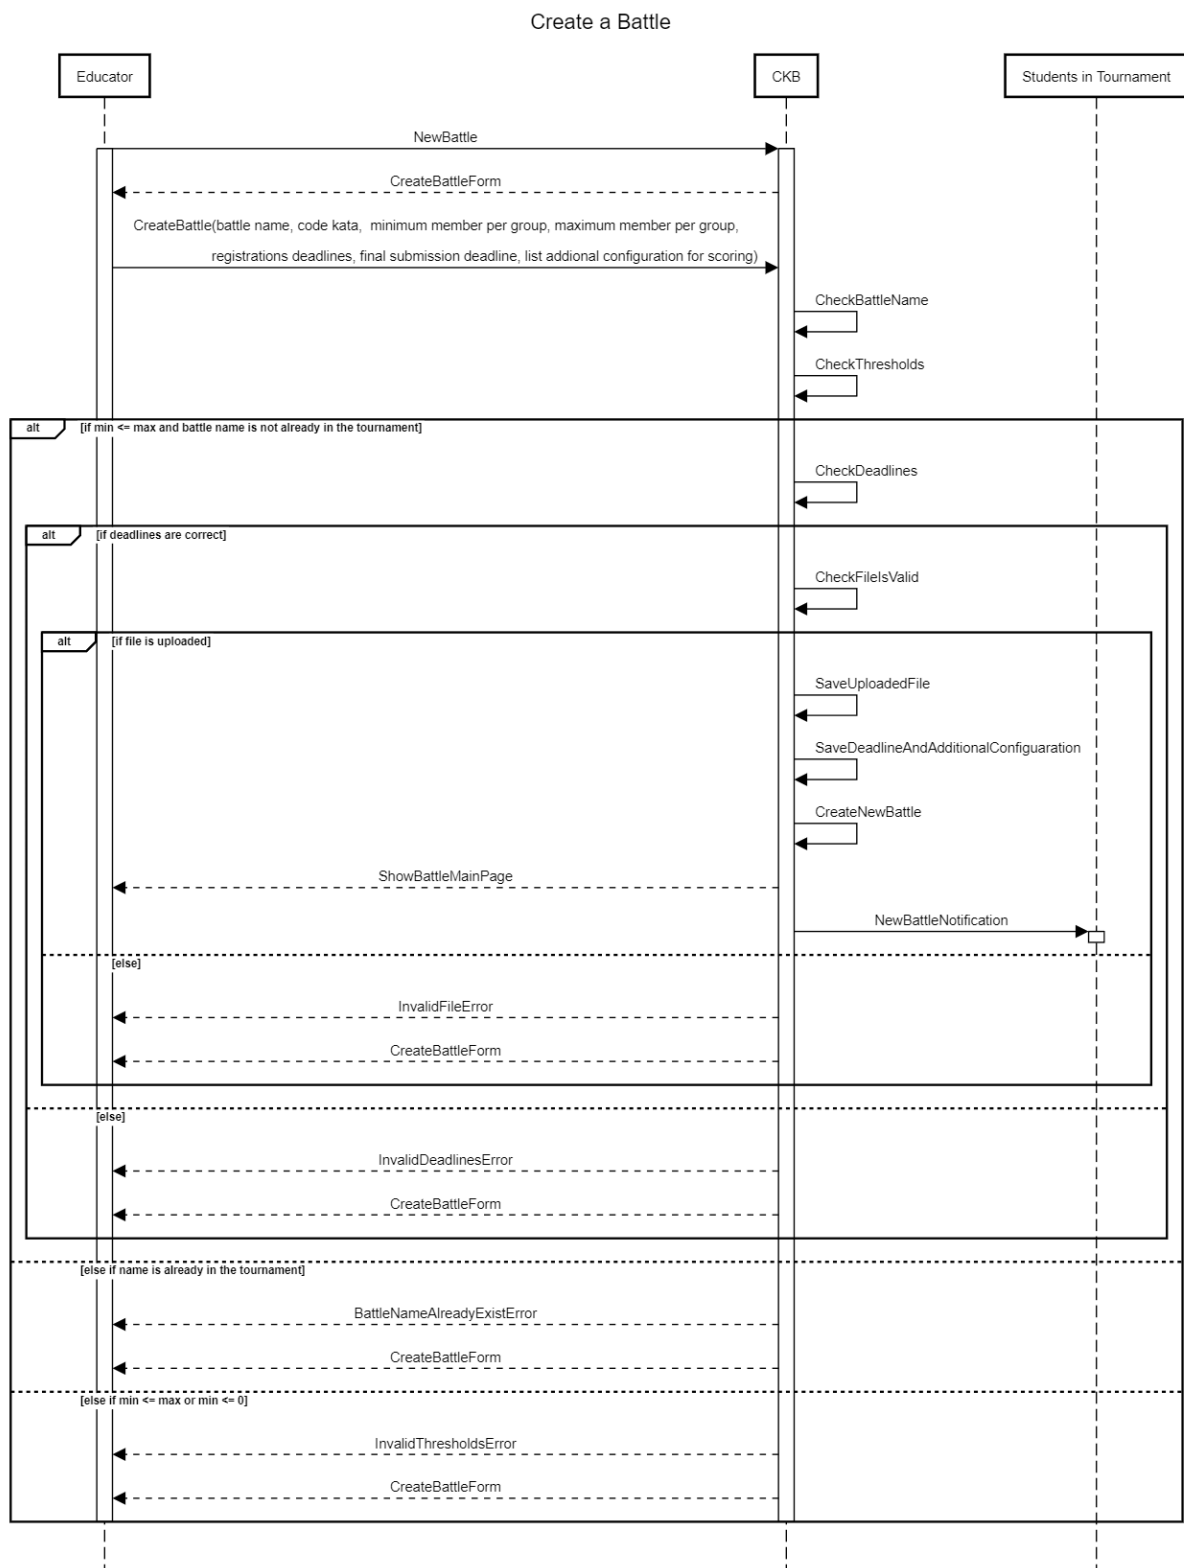 Create a Battle
Educator
CKB
Students in Tournament
NewBattle
CreateBattleForm
CreateBattle(battle name, code kata, minimum member per group, maximum member per group,
registrations deadlines, final submission deadline, list addional configuration for scoring)
CheckBattleName
CheckThresholds
alt
[if min <= max and battle name is not already in the tournament]
CheckDeadlines
alt
[if deadlines are correct]
CheckFileIsValid
alt
[if file is uploaded]
SaveUploadedFile
SaveDeadlineAndAdditionalConfiguaration
CreateNewBattle
ShowBattleMainPage
NewBattleNotification
[else]
InvalidFileError
CreateBattleForm
[else]
InvalidDeadlinesError
CreateBattleForm
[else if name is already in the tournament]
BattleNameAlreadyExistError
CreateBattleForm
[else if min <= max or min <= 0]
InvalidThresholdsError
CreateBattleForm